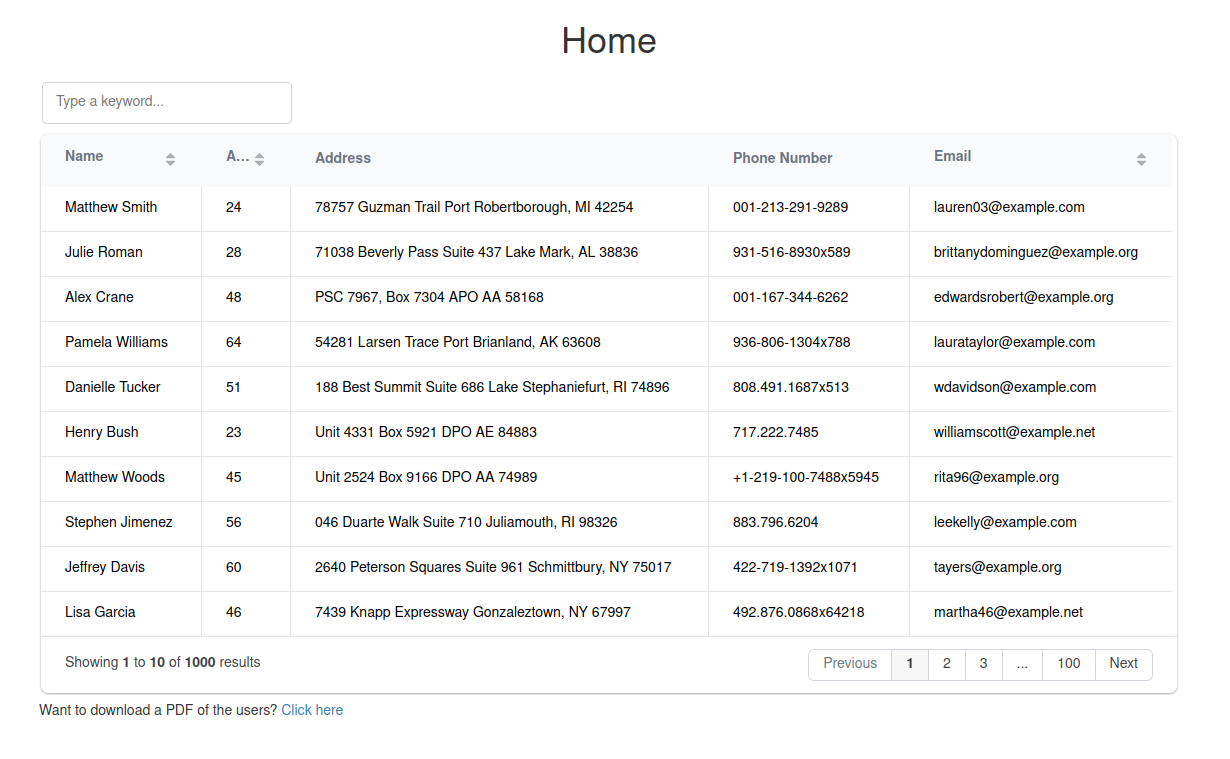 Home
Type a keyword...
Name A... Address Phone Number Email
Matthew Smith 24 78757 Guzman Trail Port Robertborough, MI 42254 001-213-291-9289 lauren03@example.com
Julie Roman 28 71038 Beverly Pass Suite 437 Lake Mark, AL 38836 931-516-8930x589 brittanydominguez@example.org
Alex Crane 48 PSC 7967, Box 7304 APO AA 58168 001-167-344-6262 edwardsrobert@example.org
Pamela Williams 64 54281 Larsen Trace Port Brianland, AK 63608 936-806-1304x788 laurataylor@example.com
Danielle Tucker 51 188 Best Summit Suite 686 Lake Stephaniefurt, RI 74896 808.491.1687x513 wdavidson@example.com
Henry Bush 23 Unit 4331 Box 5921 DPO AE 84883 717.222.7485 williamscott@example.net
Matthew Woods 45 Unit 2524 Box 9166 DPO AA 74989 +1-219-100-7488x5945 rita96@example.org
Stephen Jimenez 56 046 Duarte Walk Suite 710 Juliamouth, RI 98326 883.796.6204 leekelly@example.com
Jeffrey Davis 60 2640 Peterson Squares Suite 961 Schmittbury, NY 75017 422-719-1392x1071 tayers@example.org
Lisa Garcia 46 7439 Knapp Expressway Gonzaleztown, NY 67997 492.876.0868x64218 martha46@example.net
Showing 1 to 10 of 1000 results Previous 1 2 3 ... 100 Next
Want to download a PDF of the users? Click here